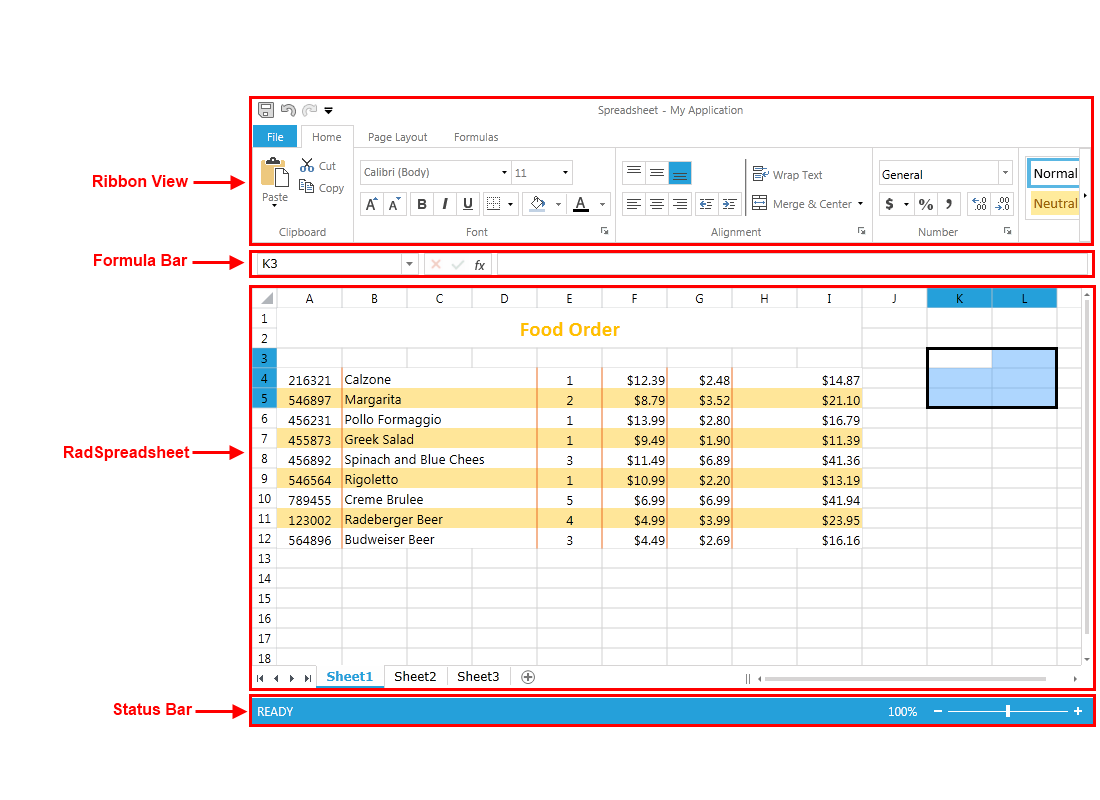 Spreadsheet - My Application
File Home Page Layout Formulas
Ribbon View
Paste
Cut
Copy
Clipboard
Calibri (Body) 11
A A B I U A
Font
Wrap Text
Merge & Center
Alignment
General
$ % , ←.0 .00 .00 →.0
Number
Normal
Neutral
Formula Bar
K3 fx
RadSpreadsheet
A B C D E F G H I J K L
1 Food Order
2
3
4 216321 Calzone 1 $12.39 $2.48 $14.87
5 546897 Margarita 2 $8.79 $3.52 $21.10
6 456231 Pollo Formaggio 1 $13.99 $2.80 $16.79
7 455873 Greek Salad 1 $9.49 $1.90 $11.39
8 456892 Spinach and Blue Chees 3 $11.49 $6.89 $41.36
9 546564 Rigoletto 1 $10.99 $2.20 $13.19
10 789455 Creme Brulee 5 $6.99 $6.99 $41.94
11 123002 Radeberger Beer 4 $4.99 $3.99 $23.95
12 564896 Budweiser Beer 3 $4.49 $2.69 $16.16
13
14
15
16
17
18
Sheet1 Sheet2 Sheet3
Status Bar
READY 100%